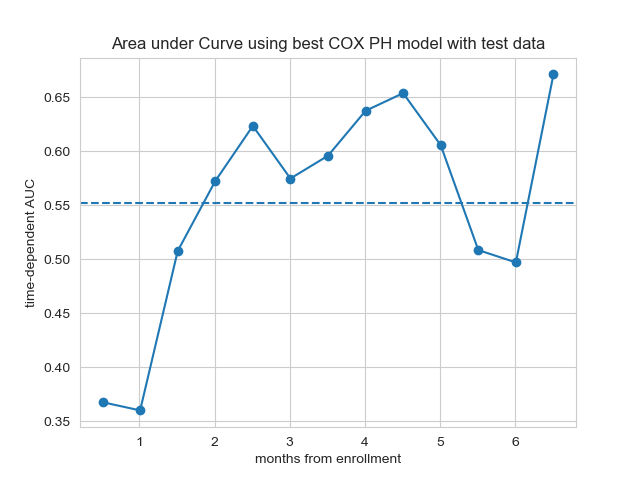 Area under Curve using best COX PH model with test data
time-dependent AUC
0.65
0.60
0.55
0.50
0.45
0.40
0.35
1 2 3 4 5 6
months from enrollment